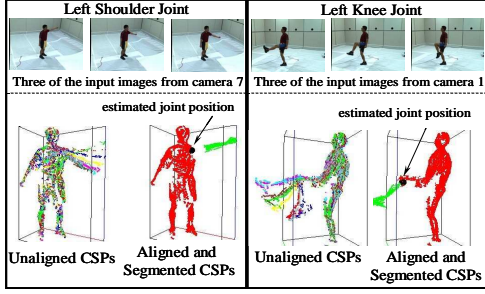 Left Shoulder Joint
Three of the input images from camera 7
estimated joint position
Unaligned CSPs
Aligned and
Segmented CSPs
Left Knee Joint
Three of the input images from camera 1
estimated joint position
Unaligned CSPs
Aligned and
Segmented CSPs